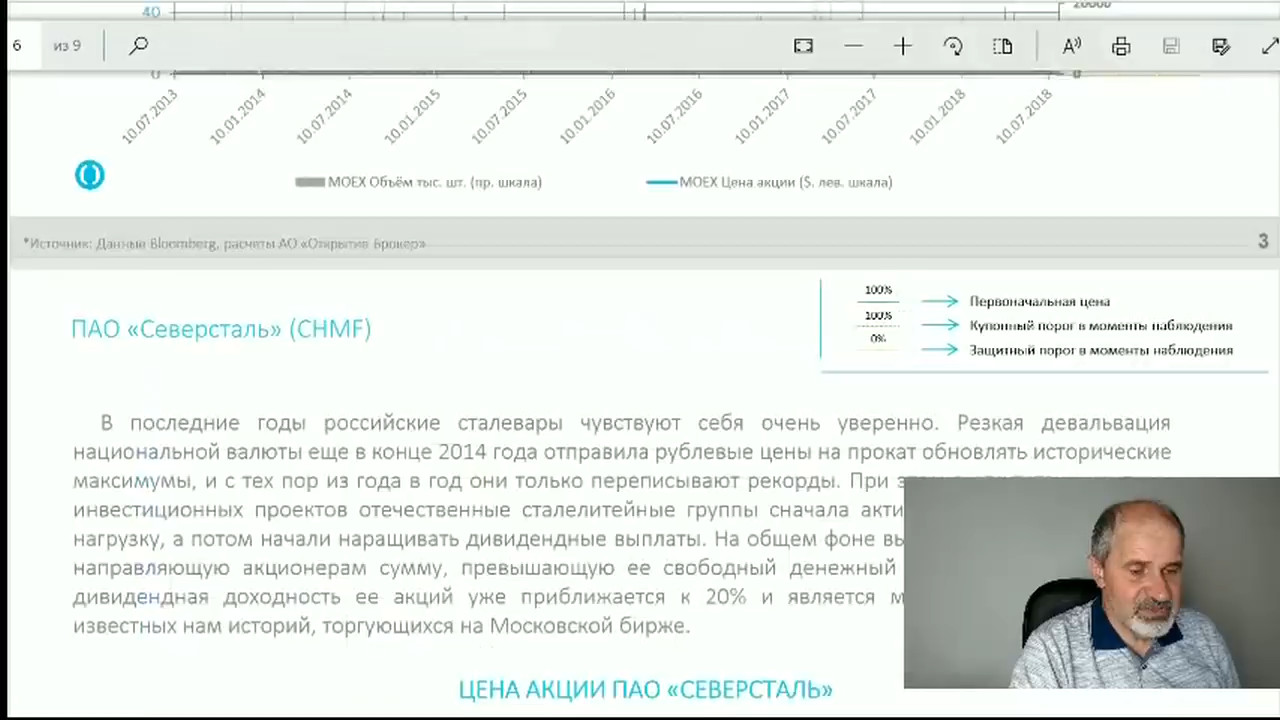 40
20000
6 из 9
0 0
10.07.2013 10.01.2014 10.07.2014 10.01.2015 10.07.2015 10.01.2016 10.07.2016 10.01.2017 10.07.2017 10.01.2018 10.07.2018
MOEX Объём тыс. шт. (пр. шкала) MOEX Цена акции ($. лев. шкала)
*Источник: Данные Bloomberg, расчеты АО «Открытие Брокер» 3
100% Первоначальная цена
100% Купонный порог в моменты наблюдения
0% Защитный порог в моменты наблюдения
ПАО «Северсталь» (CHMF)
В последние годы российские сталевары чувствуют себя очень уверенно. Резкая девальвация
национальной валюты еще в конце 2014 года отправила рублевые цены на прокат обновлять исторические
максимумы, и с тех пор из года в год они только переписывают рекорды. При
инвестиционных проектов отечественные сталелитейные группы сначала
нагрузку, а потом начали наращивать дивидендные выплаты. На общем фоне
направляющую акционерам сумму, превышающую ее свободный денежный
дивидендная доходность ее акций уже приближается к 20% и является
известных нам историй, торгующихся на Московской бирже.
ЦЕНА АКЦИИ ПАО «СЕВЕРСТАЛЬ»